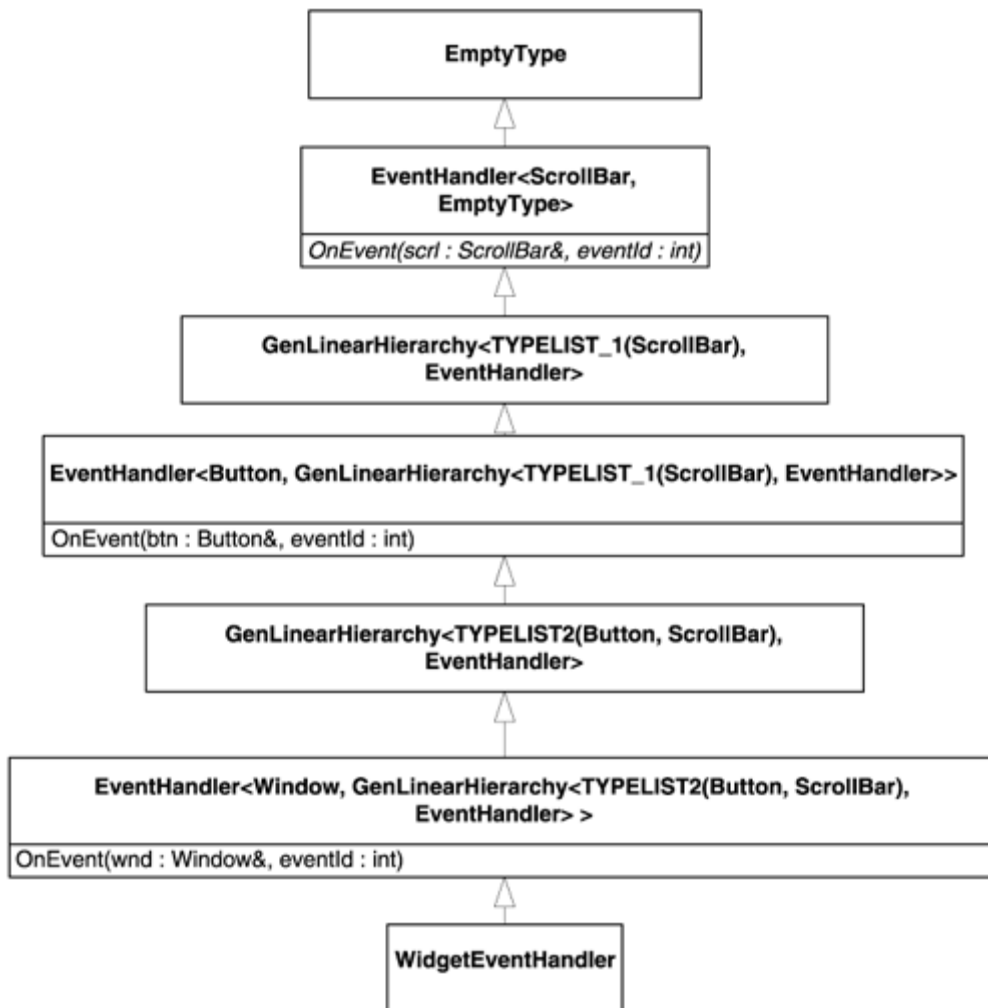 EmptyType
EventHandler<ScrollBar,
EmptyType>
OnEvent(scrl : ScrollBar&, eventId : int)
GenLinearHierarchy<TYPELIST_1(ScrollBar),
EventHandler>
EventHandler<Button, GenLinearHierarchy<TYPELIST_1(ScrollBar), EventHandler>>
OnEvent(btn : Button&, eventId : int)
GenLinearHierarchy<TYPELIST2(Button, ScrollBar),
EventHandler>
EventHandler<Window, GenLinearHierarchy<TYPELIST2(Button, ScrollBar),
EventHandler> >
OnEvent(wnd : Window&, eventId : int)
WidgetEventHandler